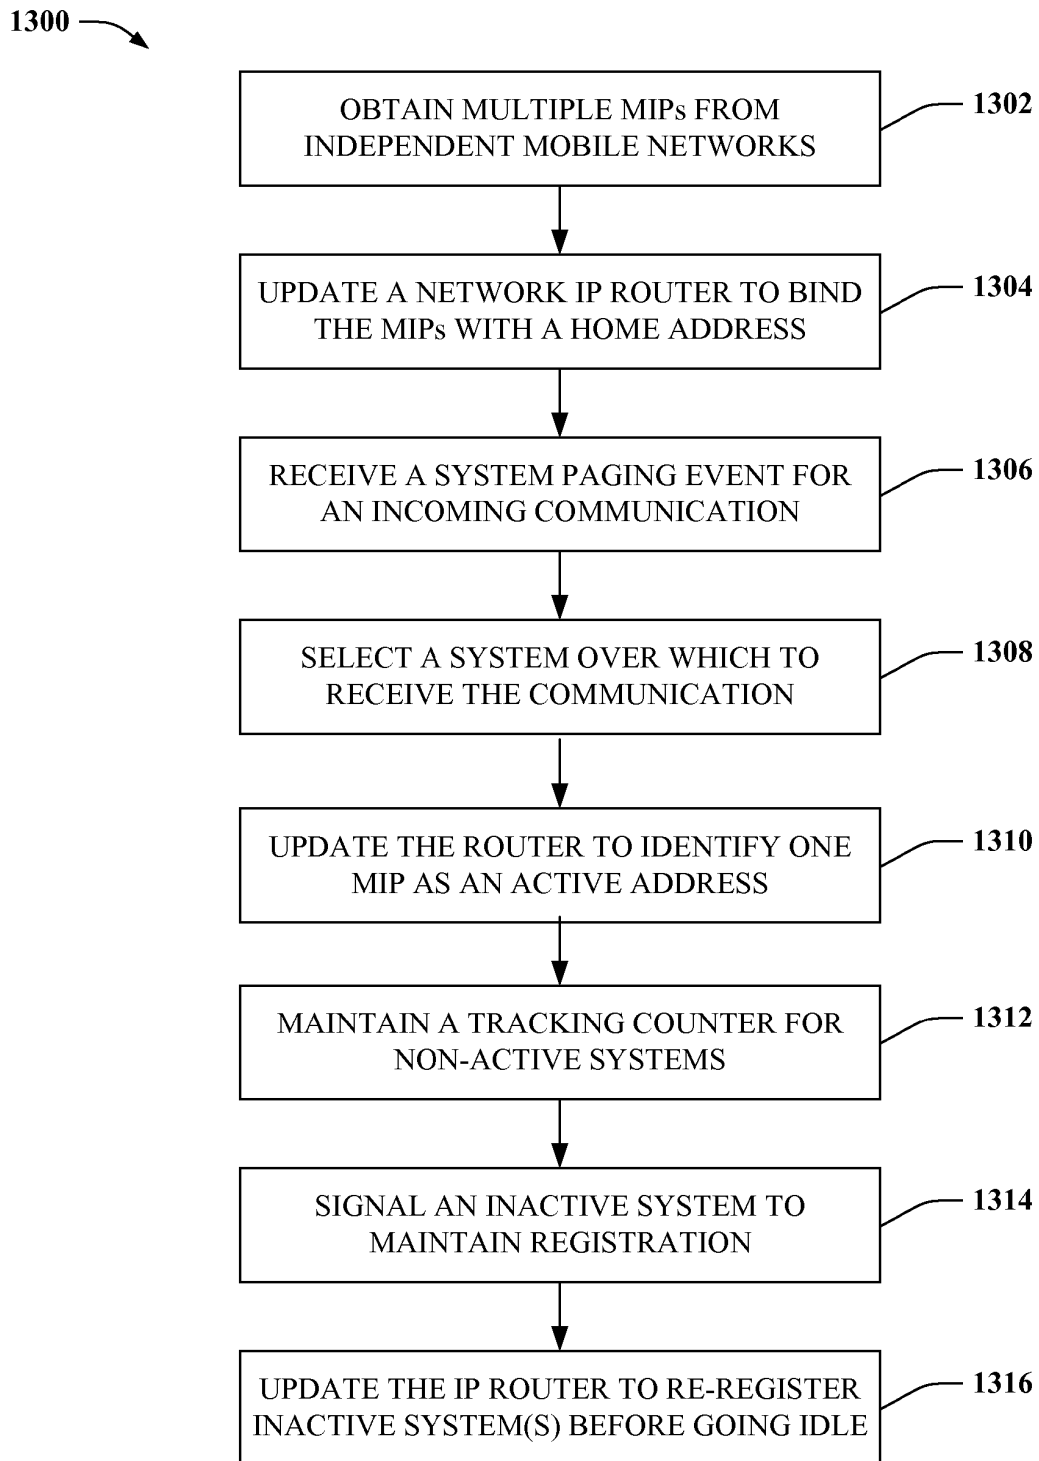 1300
OBTAIN MULTIPLE MIPs FROM
INDEPENDENT MOBILE NETWORKS
1302
UPDATE A NETWORK IP ROUTER TO BIND
THE MIPs WITH A HOME ADDRESS
1304
RECEIVE A SYSTEM PAGING EVENT FOR
AN INCOMING COMMUNICATION
1306
SELECT A SYSTEM OVER WHICH TO
RECEIVE THE COMMUNICATION
1308
UPDATE THE ROUTER TO IDENTIFY ONE
MIP AS AN ACTIVE ADDRESS
1310
MAINTAIN A TRACKING COUNTER FOR
NON-ACTIVE SYSTEMS
1312
SIGNAL AN INACTIVE SYSTEM TO
MAINTAIN REGISTRATION
1314
UPDATE THE IP ROUTER TO RE-REGISTER
INACTIVE SYSTEM(S) BEFORE GOING IDLE
1316